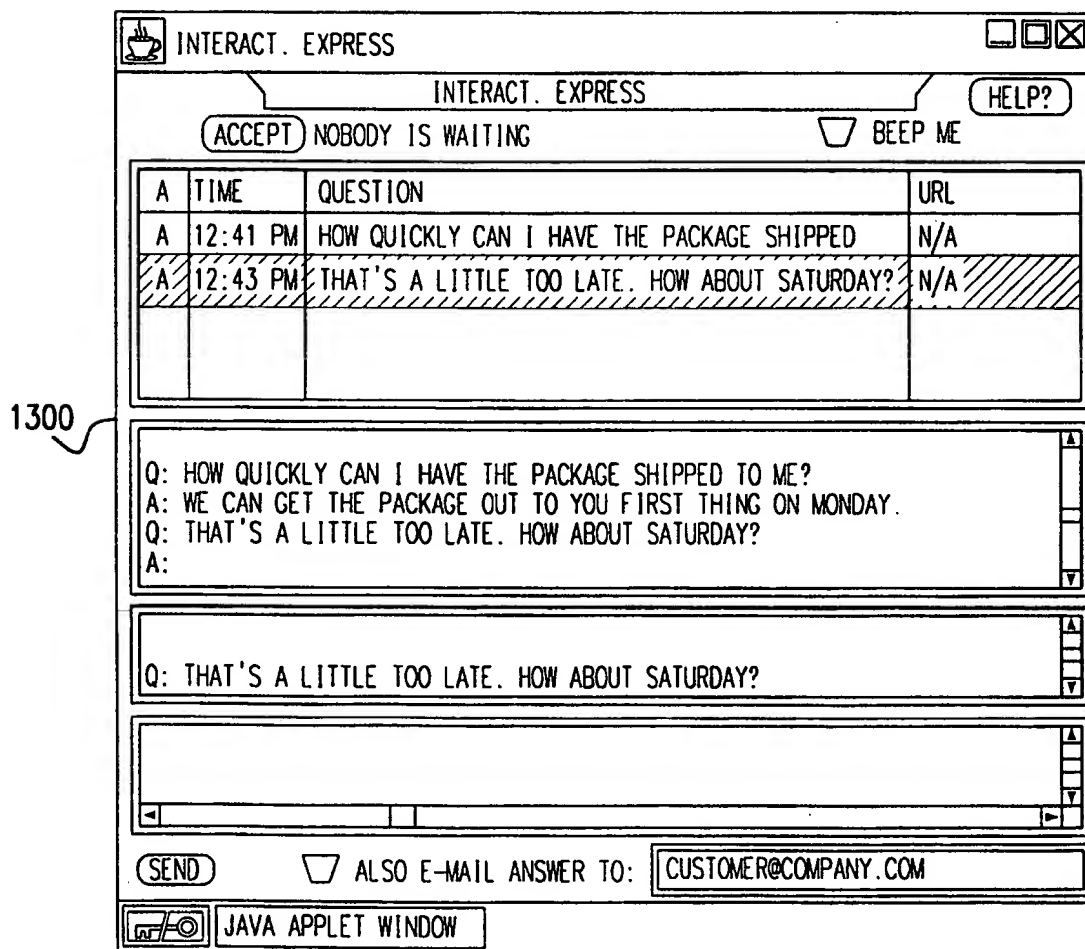 INTERACT. EXPRESS
INTERACT. EXPRESS
HELP?
ACCEPT NOBODY IS WAITING BEEP ME
A TIME QUESTION URL
A 12:41 PM HOW QUICKLY CAN I HAVE THE PACKAGE SHIPPED N/A
A 12:43 PM THAT'S A LITTLE TOO LATE. HOW ABOUT SATURDAY? N/A
1300
Q: HOW QUICKLY CAN I HAVE THE PACKAGE SHIPPED TO ME?
A: WE CAN GET THE PACKAGE OUT TO YOU FIRST THING ON MONDAY.
Q: THAT'S A LITTLE TOO LATE. HOW ABOUT SATURDAY?
A:
Q: THAT'S A LITTLE TOO LATE. HOW ABOUT SATURDAY?
SEND ALSO E-MAIL ANSWER TO: CUSTOMER@COMPANY.COM
JAVA APPLET WINDOW